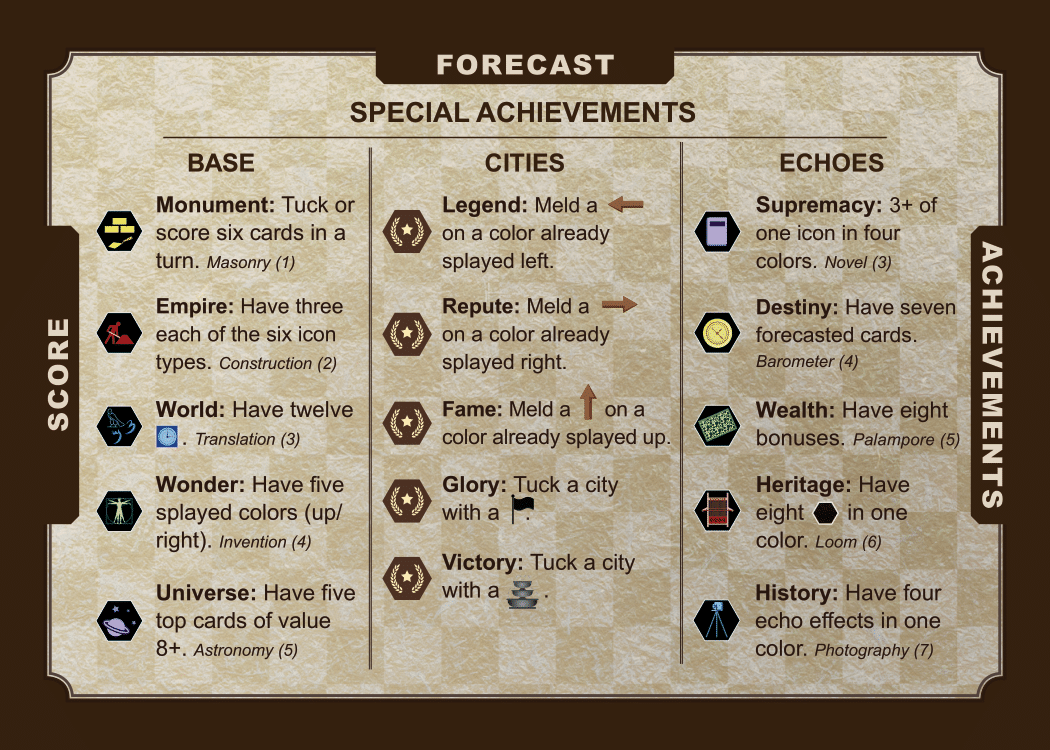 FORECAST
SPECIAL ACHIEVEMENTS
BASE
Monument: Tuck or
score six cards in a
turn. Masonry (1)
Empire: Have three
each of the six icon
types. Construction (2)
World: Have twelve
. Translation (3)
Wonder: Have five
splayed colors (up/
right). Invention (4)
Universe: Have five
top cards of value
8+. Astronomy (5)
CITIES
Legend: Meld a
on a color already
splayed left.
Repute: Meld a
on a color already
splayed right.
Fame: Meld a on a
color already splayed up.
Glory: Tuck a city
with a .
Victory: Tuck a city
with a .
ECHOES
Supremacy: 3+ of
one icon in four
colors. Novel (3)
Destiny: Have seven
forecasted cards.
Barometer (4)
Wealth: Have eight
bonuses. Palampore (5)
Heritage: Have
eight in one
color. Loom (6)
History: Have four
echo effects in one
color. Photography (7)
SCORE
ACHIEVEMENTS